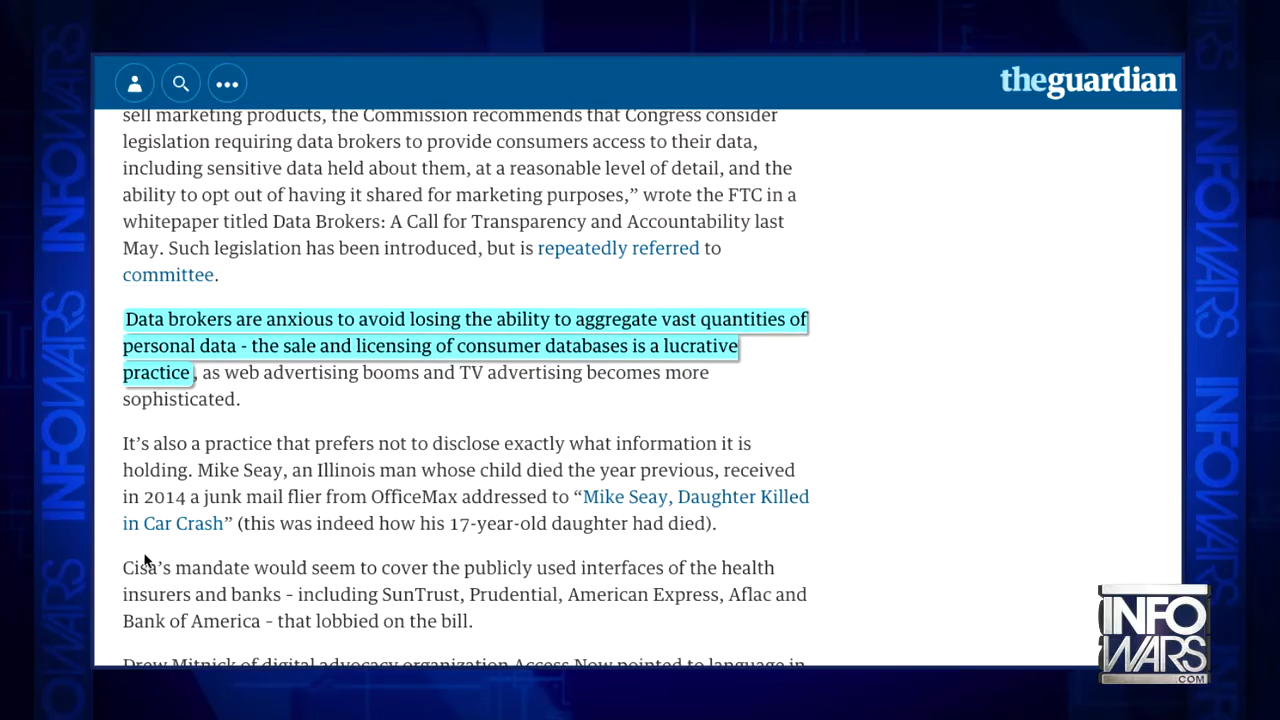 theguardian
sell marketing products, the Commission recommends that Congress consider
legislation requiring data brokers to provide consumers access to their data,
including sensitive data held about them, at a reasonable level of detail, and the
ability to opt out of having it shared for marketing purposes,” wrote the FTC in a
whitepaper titled Data Brokers: A Call for Transparency and Accountability last
May. Such legislation has been introduced, but is repeatedly referred to
committee.
Data brokers are anxious to avoid losing the ability to aggregate vast quantities of
personal data - the sale and licensing of consumer databases is a lucrative
practice, as web advertising booms and TV advertising becomes more
sophisticated.
It’s also a practice that prefers not to disclose exactly what information it is
holding. Mike Seay, an Illinois man whose child died the year previous, received
in 2014 a junk mail flier from OfficeMax addressed to “Mike Seay, Daughter Killed
in Car Crash” (this was indeed how his 17-year-old daughter had died).
Cisa’s mandate would seem to cover the publicly used interfaces of the health
insurers and banks – including SunTrust, Prudential, American Express, Aflac and
Bank of America – that lobbied on the bill.
Drew Mitnick of digital advocacy organization Access Now pointed to language in
INFOWARS
INFOWARS
INFOWARS
INFOWARS
INFOWARS
INFOWARS
INFO
WARS
.COM